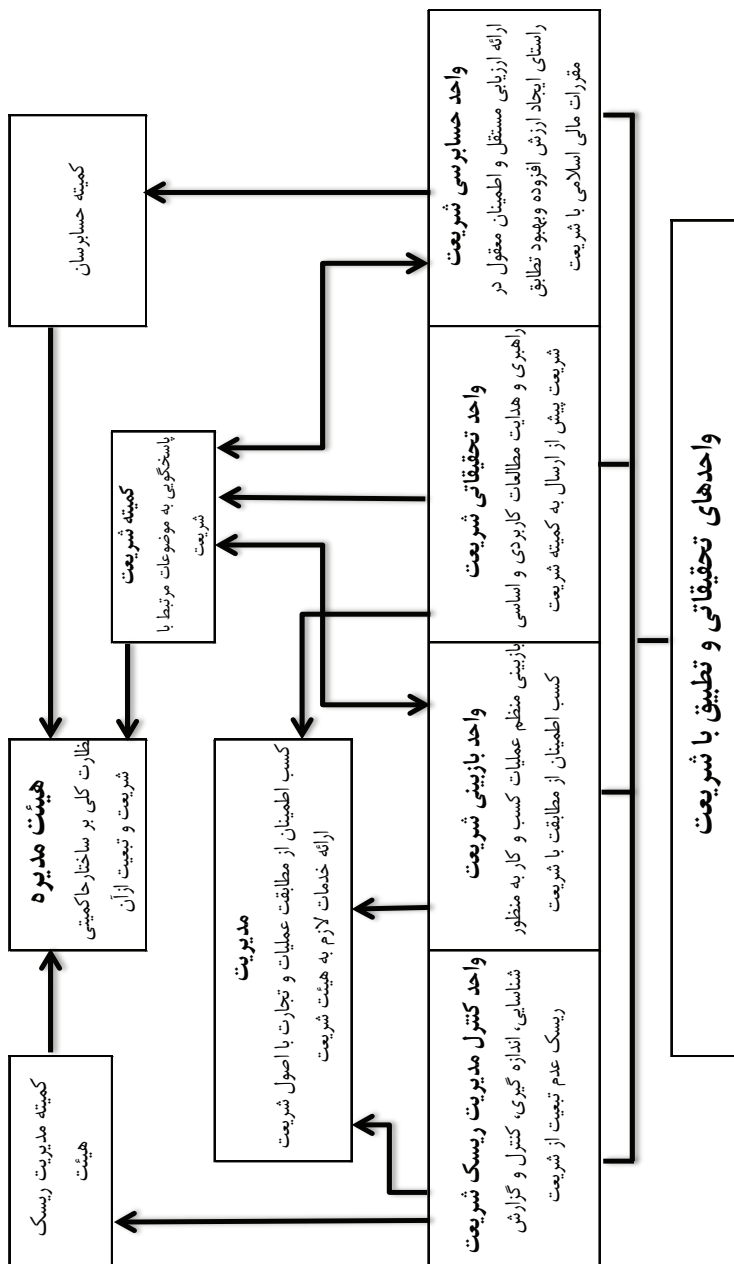 کمیته حسابرسان
هیئت مدیره
ظارت کلی بر ساختارحاکمیتی
شریعت و تبعیت ازآن
کمیته مدیریت ریسک
هیئت
کمیته شریعت
پاسخگویی به موضوعات مرتبط با
شریعت
مدیریت
کسب اطمینان از مطابقت عملیات و تجارت با اصول شریعت
ارائه خدمات لازم به هیئت شریعت
واحد حسابرسی شریعت
ارائه ارزیابی مستقل و اطمینان معقول در
راستای ایجاد ارزش افزوده وبهبود تطابق
مقررات مالی اسلامی با شریعت
واحد تحقیقاتی شریعت
راهبری و هدایت مطالعات کاربردی و اساسی
شریعت پیش از ارسال به کمیته شریعت
واحد بازبینی شریعت
بازبینی منظم عملیات کسب و کار به منظور
کسب اطمینان از مطابقت با شریعت
واحد کنترل مدیریت ریسک شریعت
شناسایی، اندازه گیری، کنترل و گزارش
ریسک عدم تبعیت از شریعت
واحدهای تحقیقاتی و تطبیق با شریعت